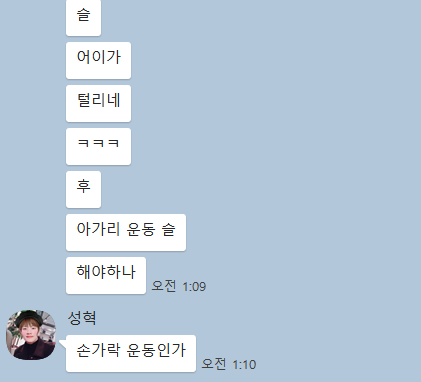 슬
어이가
털리네
ㅋㅋㅋ
후
아가리 운동 슬
해야하나
오전 1:09
성혁
손가락 운동인가
오전 1:10